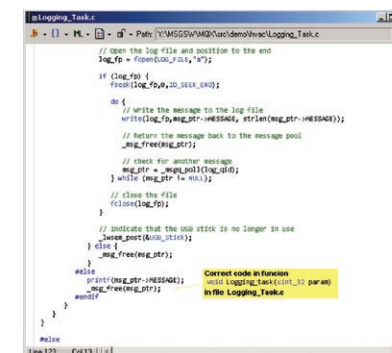 Logging_Task.c
Path: Y:\MSGSW\MQX\src\demo\hvac\Logging_Task.c
// Open the log file and position to the end
log_fp = fopen(LOG_FILE,"a");
if (log_fp) {
fseek(log_fp,0,IO_SEEK_END);
do {
// Write the message to the log file
write(log_fp,msg_ptr->MESSAGE, strlen(msg_ptr->MESSAGE));
// Return the message back to the message pool
_msg_free(msg_ptr);
// check for another message
msg_ptr = _msgq_poll(log_qid);
} while (msg_ptr != NULL);
// close the file
fclose(log_fp);
}
// Indicate that the USB stick is no longer in use
_lwsem_post(&USB_Stick);
} else {
_msg_free(msg_ptr);
}
#else
printf(msg_ptr->MESSAGE);
_msg_free(msg_ptr);
#endif
}
}
}
#else
Correct code in funcion
void Logging_task(uint_32 param)
in file Logging_Task.c
Line 123 Col 13